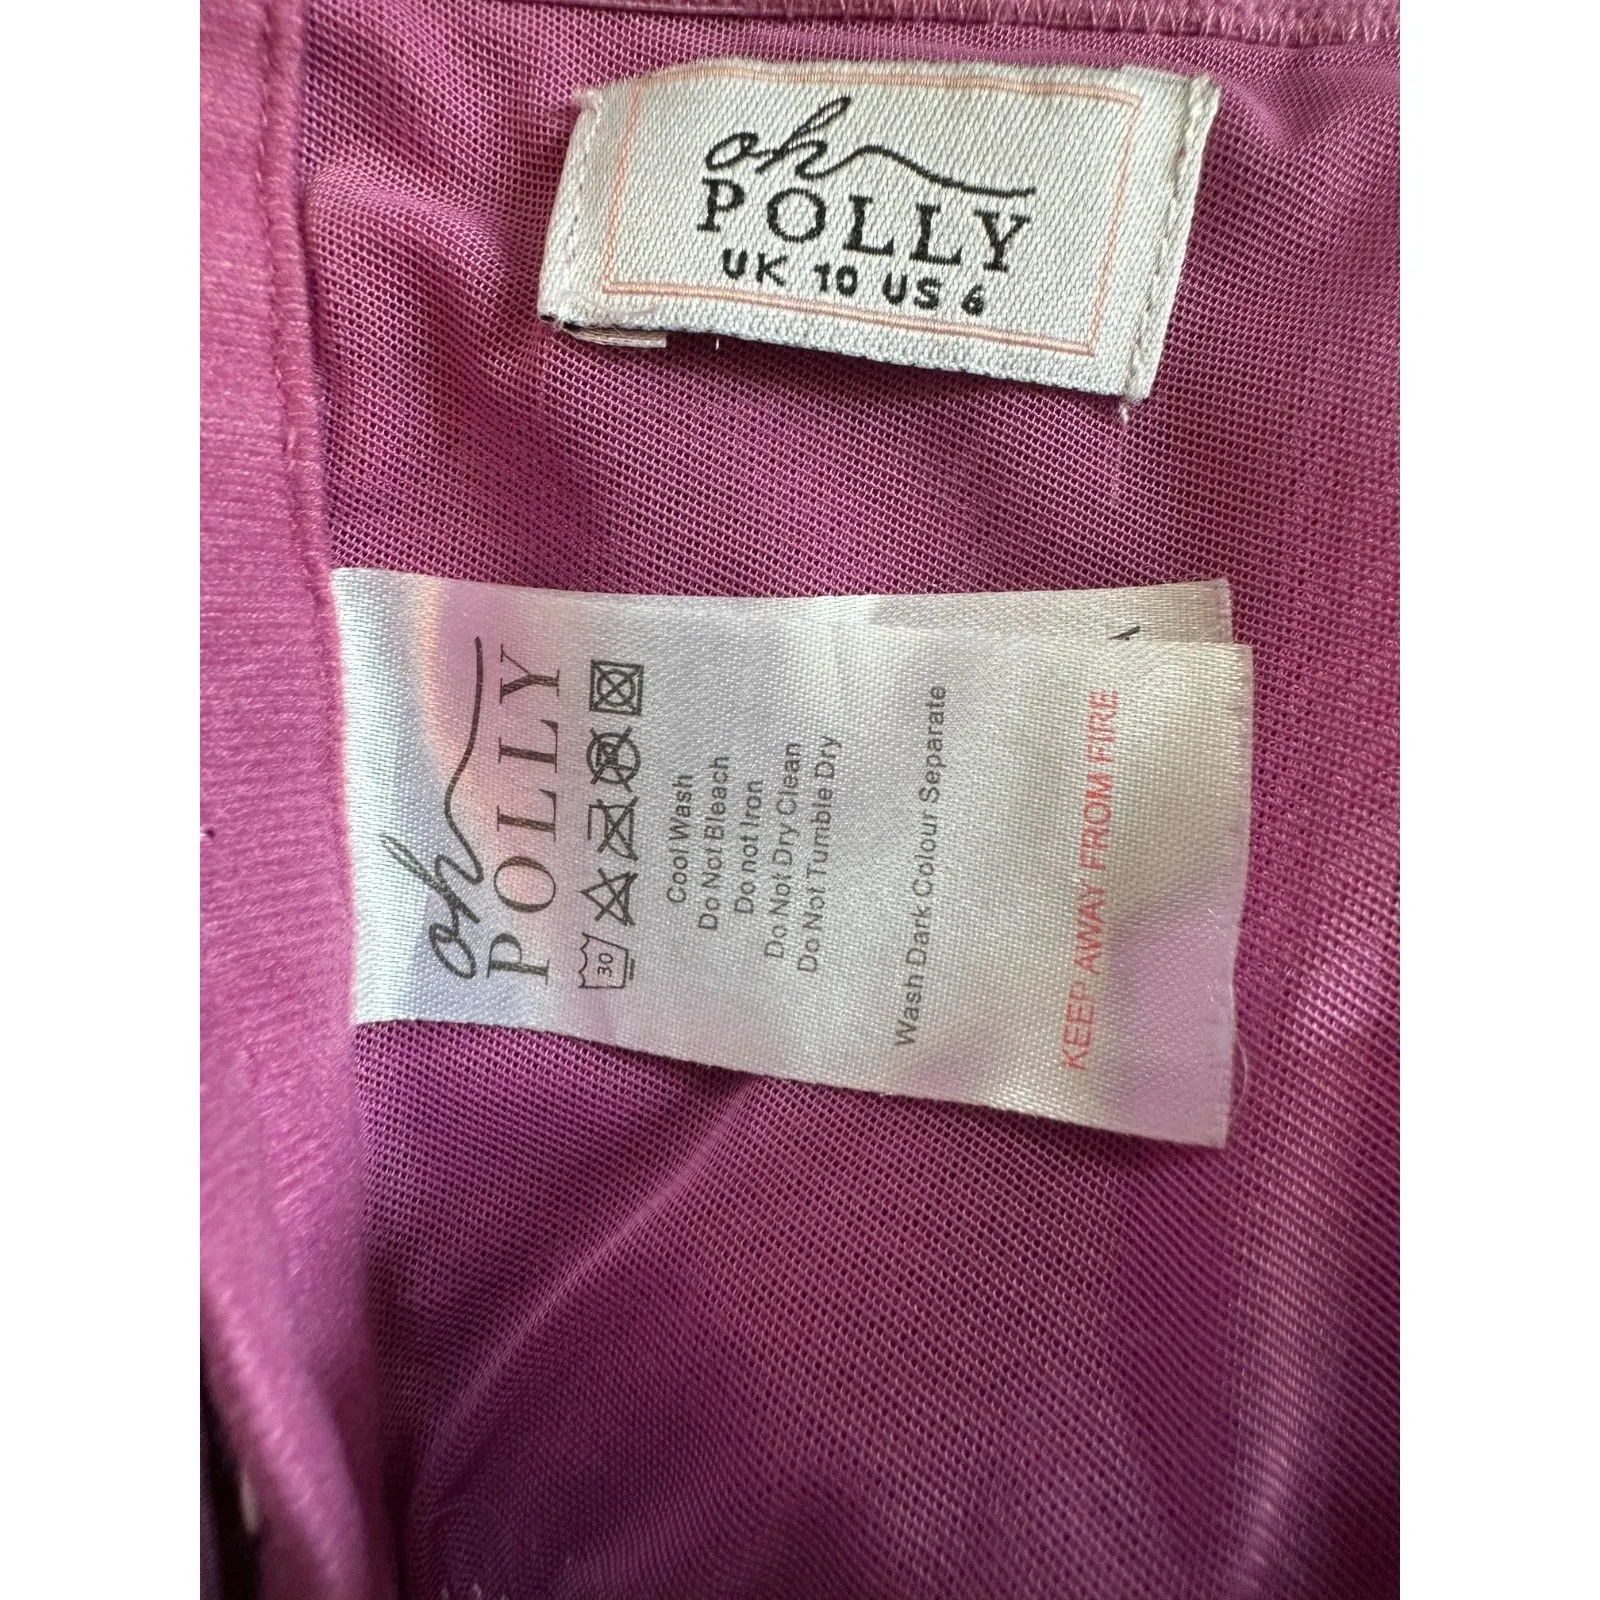 oh
POLLY
UK 10 US 6
oh
POLLY
30
Cool Wash
Do Not Bleach
Do not Iron
Do Not Dry Clean
Do Not Tumble Dry
Wash Dark Colour Separate
KEEP AWAY FROM FIRE